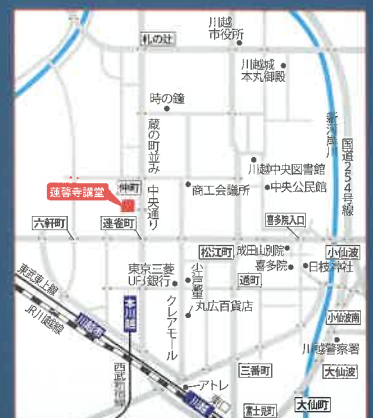 川越
市役所
札の辻
川越城
本丸御殿
時の鐘
蔵の町並み
新河岸川
国道254号線
川越中央図書館
蓮馨寺講堂
仲町
中央通り
商工会議所
中央公民館
六軒町
連雀町
喜多院入口
松江町
成田山別院
小仙波
東武東上線
東京三菱
UFJ銀行
喜多院
日枝神社
通町
JR川越線
丸広百貨店
クレアモール
小仙波南
川越市
本川越
川越警察署
西武新宿線
三番町
大仙波
アトレ
川越
東口
富士見町
大仙町